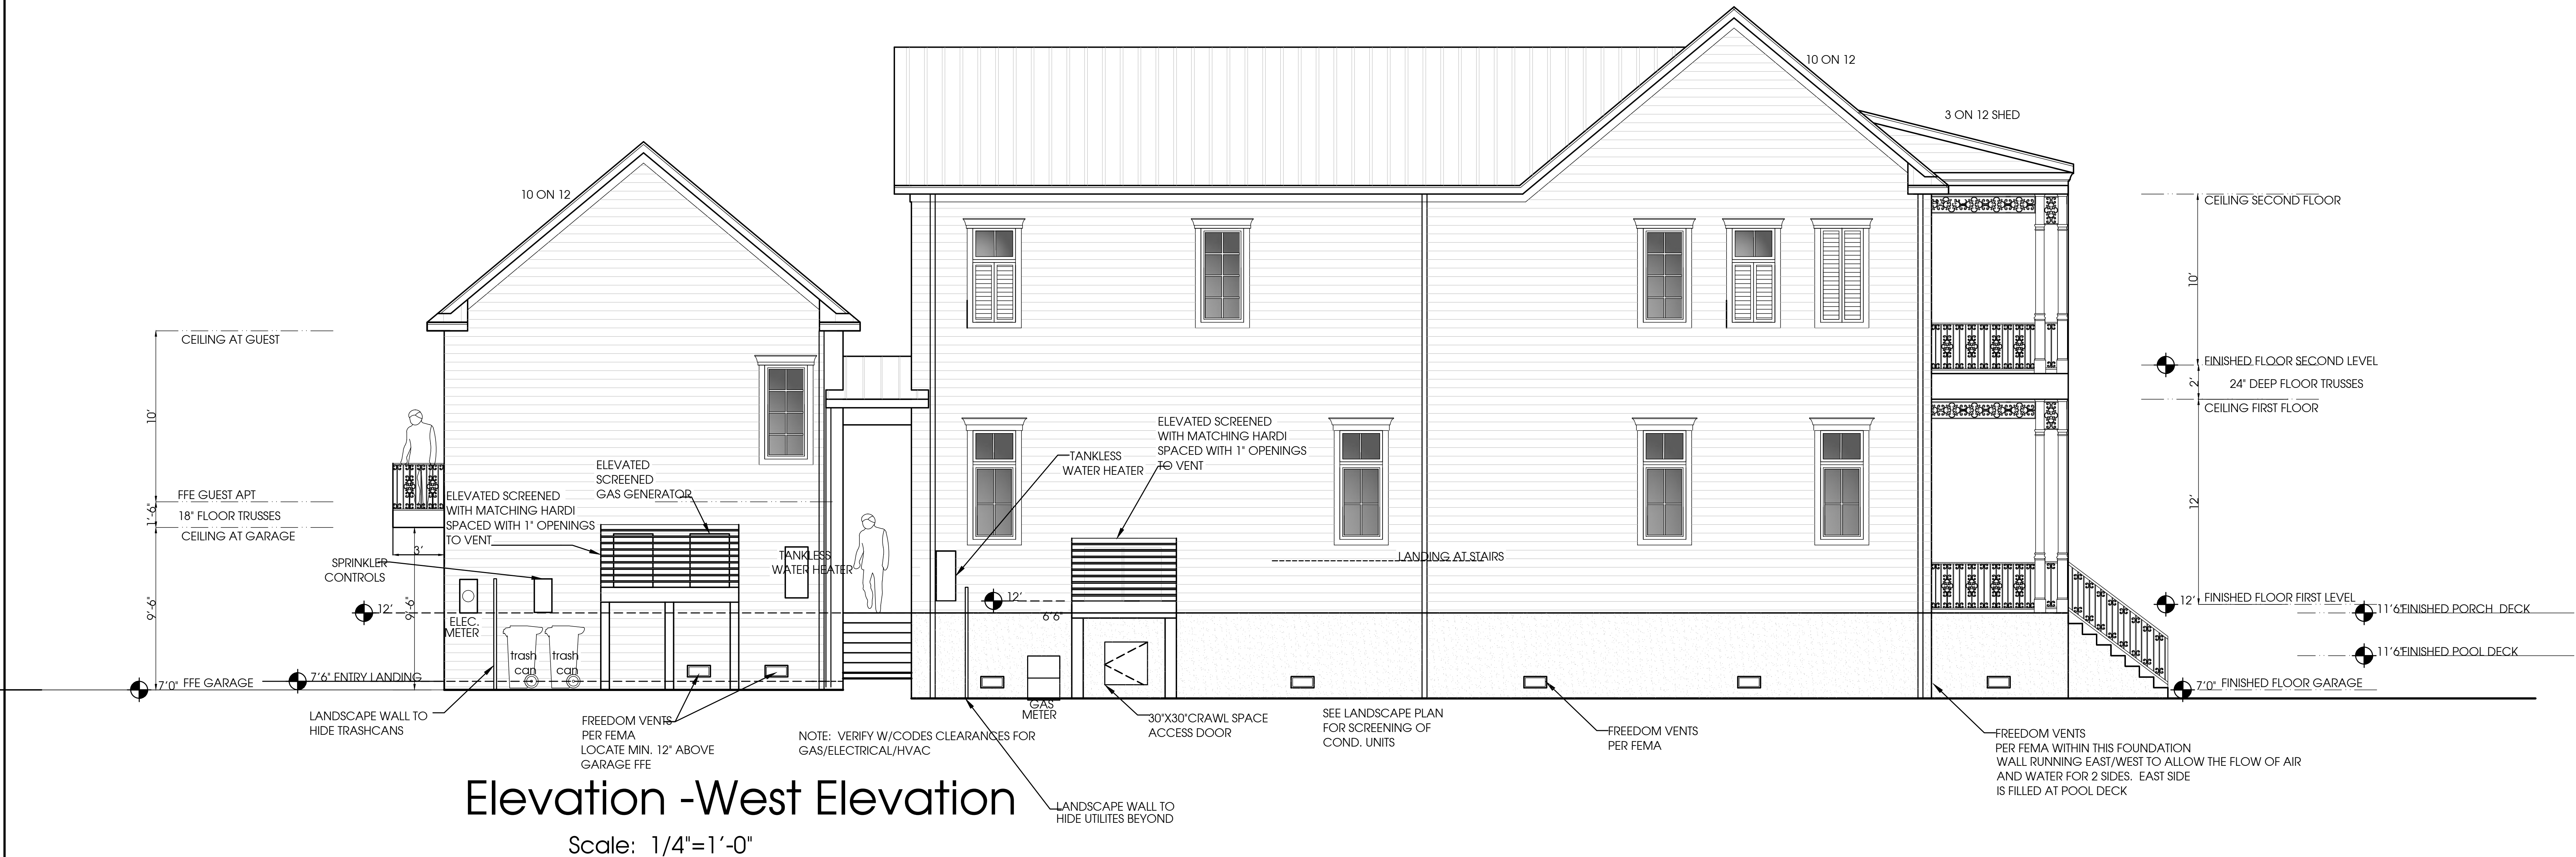 10 ON 12
3 ON 12 SHED
10 ON 12
CEILING SECOND FLOOR
10'
FINISHED FLOOR SECOND LEVEL
2'
24" DEEP FLOOR TRUSSES
CEILING FIRST FLOOR
12'
12'
FINISHED FLOOR FIRST LEVEL
11'6"FINISHED PORCH DECK
11'6"FINISHED POOL DECK
7'0" FINISHED FLOOR GARAGE
CEILING AT GUEST
10'
FFE GUEST APT
1'-6"
18" FLOOR TRUSSES
CEILING AT GARAGE
3'
9'-6"
9'-6"
SPRINKLER
CONTROLS
12'
7'0" FFE GARAGE
7'6" ENTRY LANDING
ELEVATED SCREENED
WITH MATCHING HARDI
SPACED WITH 1" OPENINGS
TO VENT
ELEVATED
SCREENED
GAS GENERATOR
TANKLESS
WATER HEATER
ELEC.
METER
trash
can
trash
can
TANKLESS
WATER HEATER
ELEVATED SCREENED
WITH MATCHING HARDI
SPACED WITH 1" OPENINGS
TO VENT
LANDING AT STAIRS
12'
6'6"
GAS
METER
LANDSCAPE WALL TO
HIDE TRASHCANS
FREEDOM VENTS
PER FEMA
LOCATE MIN. 12" ABOVE
GARAGE FFE
NOTE: VERIFY W/CODES CLEARANCES FOR
GAS/ELECTRICAL/HVAC
30"X30"CRAWL SPACE
ACCESS DOOR
SEE LANDSCAPE PLAN
FOR SCREENING OF
COND. UNITS
FREEDOM VENTS
PER FEMA
FREEDOM VENTS
PER FEMA WITHIN THIS FOUNDATION
WALL RUNNING EAST/WEST TO ALLOW THE FLOW OF AIR
AND WATER FOR 2 SIDES. EAST SIDE
IS FILLED AT POOL DECK
LANDSCAPE WALL TO
HIDE UTILITES BEYOND
Elevation -West Elevation
Scale: 1/4"=1'-0"